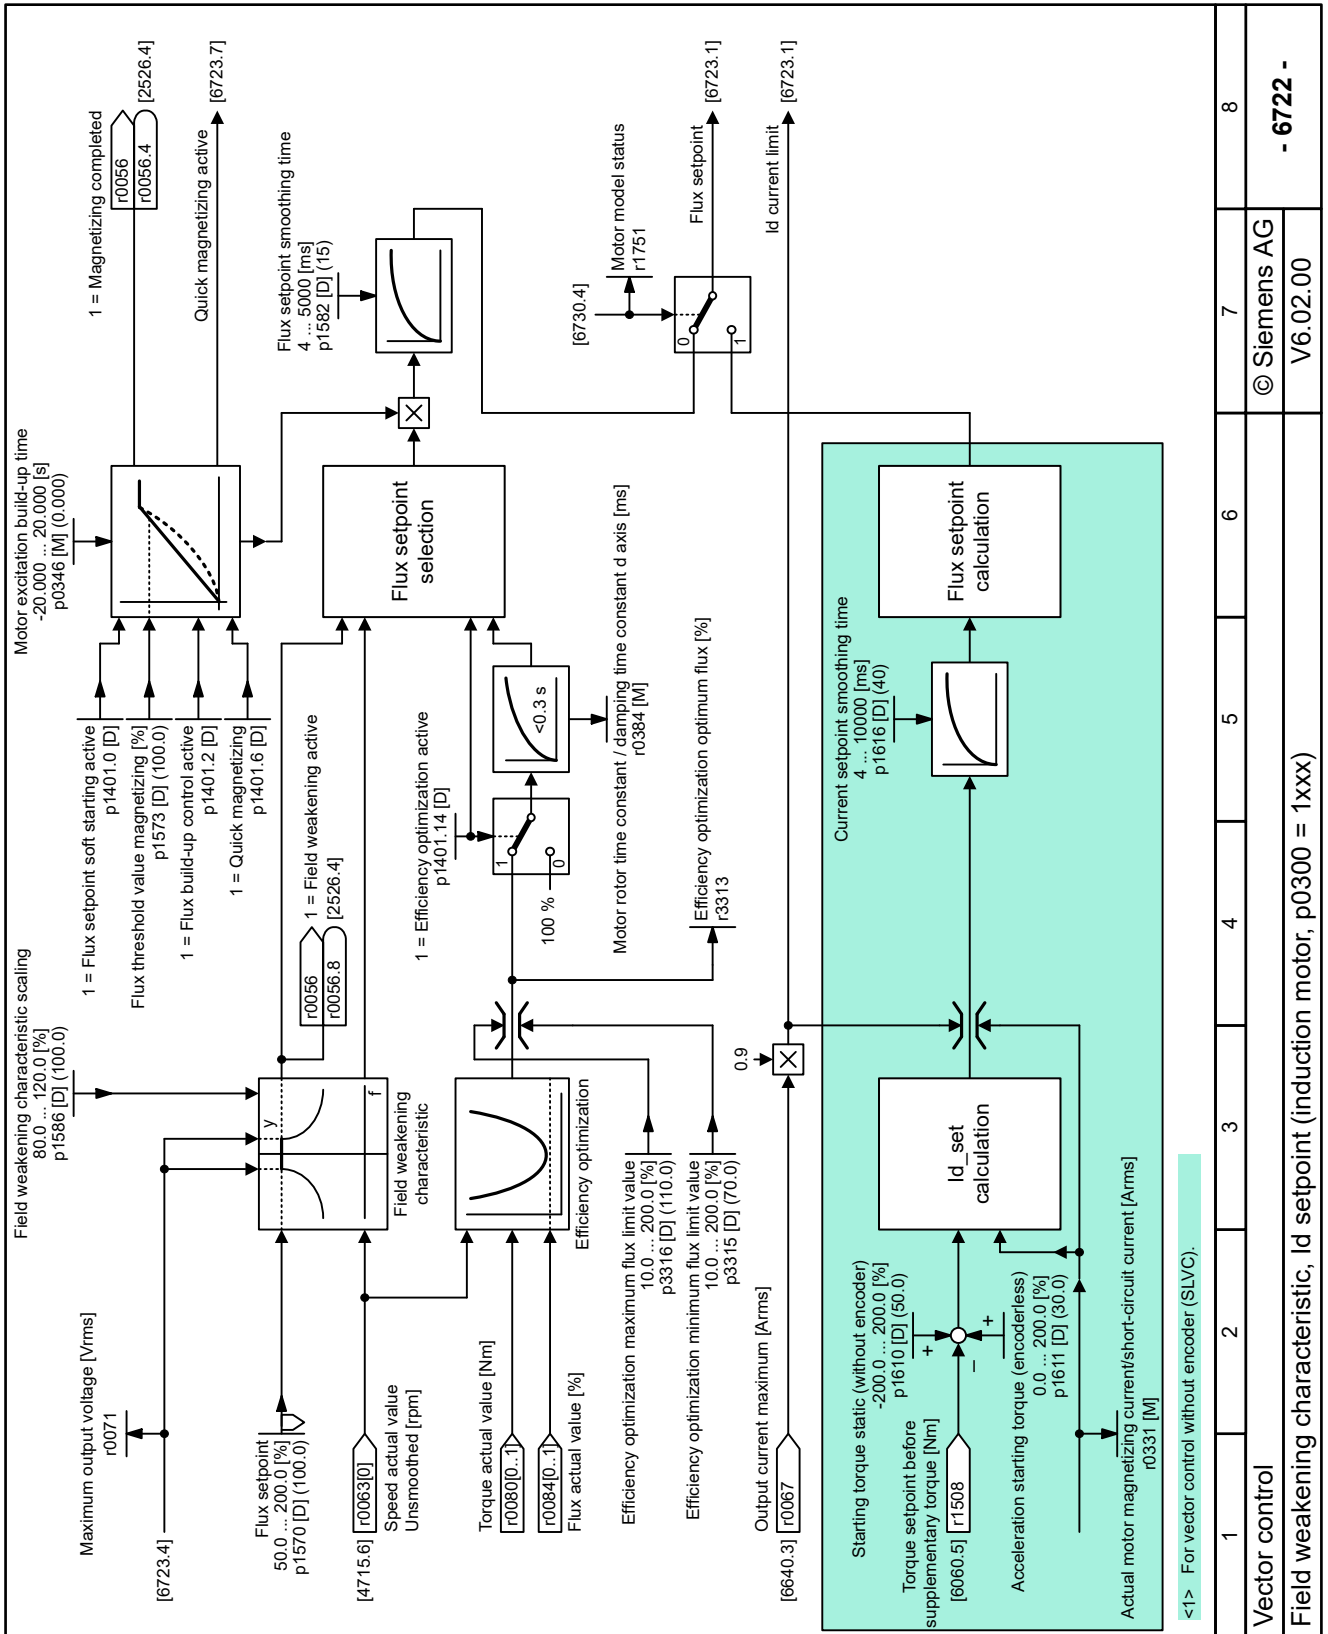 Maximum output voltage [Vrms]
r0071
[6723.4]
Field weakening characteristic scaling
80.0 ... 120.0 [%]
p1586 [D] (100.0)
Flux setpoint
50.0 ... 200.0 [%]
p1570 [D] (100.0)
y
f
Field weakening
characteristic
1 = Field weakening active
r0056
r0056.8
[2526.4]
1 = Flux setpoint soft starting active
p1401.0 [D]
Flux threshold value magnetizing [%]
p1573 [D] (100.0)
1 = Flux build-up control active
p1401.2 [D]
1 = Quick magnetizing
p1401.6 [D]
Motor excitation build-up time
-20.000 ... 20.000 [s]
p0346 [M] (0.000)
1 = Magnetizing completed
r0056
r0056.4
[2526.4]
Quick magnetizing active
[6723.7]
[4715.6]
r0063[0]
Speed actual value
Unsmoothed [rpm]
Torque actual value [Nm]
r0080[0..1]
r0084[0..1]
Flux actual value [%]
Efficiency optimization
Efficiency optimization maximum flux limit value
10.0 ... 200.0 [%]
p3316 [D] (110.0)
Efficiency optimization minimum flux limit value
10.0 ... 200.0 [%]
p3315 [D] (70.0)
1 = Efficiency optimization active
p1401.14 [D]
1
0
100 %
<0.3 s
Motor rotor time constant / damping time constant d axis [ms]
r0384 [M]
Efficiency optimization optimum flux [%]
r3313
Flux setpoint
selection
Flux setpoint smoothing time
4 ... 5000 [ms]
p1582 [D] (15)
[6730.4]
Motor model status
r1751
0
1
Flux setpoint
[6723.1]
Output current maximum [Arms]
[6640.3]
r0067
0.9
Id current limit
[6723.1]
Starting torque static (without encoder)
-200.0 ... 200.0 [%]
p1610 [D] (50.0)
Torque setpoint before
supplementary torque [Nm]
[6060.5]
r1508
+
+
–
Acceleration starting torque (encoderless)
0.0 ... 200.0 [%]
p1611 [D] (30.0)
Actual motor magnetizing current/short-circuit current [Arms]
r0331 [M]
Id_set
calculation
Current setpoint smoothing time
4 ... 10000 [ms]
p1616 [D] (40)
Flux setpoint
calculation
<1> For vector control without encoder (SLVC).
1
2
3
4
5
6
7
8
Vector control
© Siemens AG
- 6722 -
Field weakening characteristic, Id setpoint (induction motor, p0300 = 1xxx)
V6.02.00